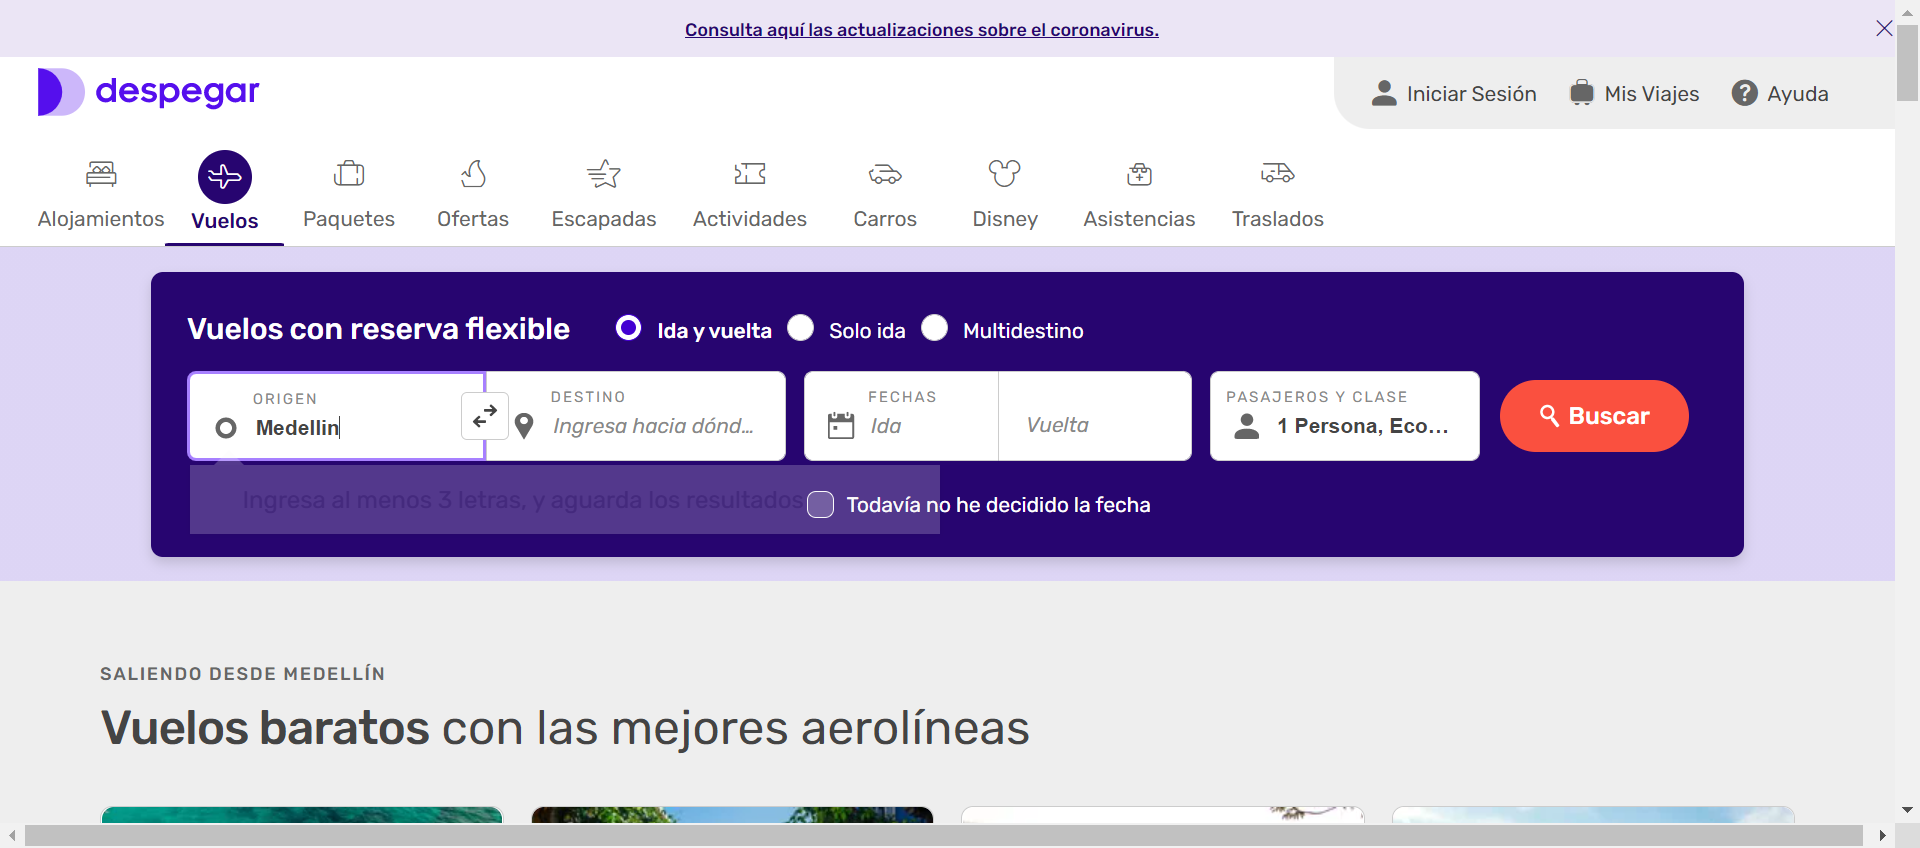 Consulta aquí las actualizaciones sobre el coronavirus.
despegar
Iniciar Sesión
Mis Viajes
Ayuda
Alojamientos
Vuelos
Paquetes
Ofertas
Escapadas
Actividades
Carros
Disney
Asistencias
Traslados
Vuelos con reserva flexible
Ida y vuelta
Solo ida
Multidestino
ORIGEN
Medellin
DESTINO
Ingresa hacia dónd...
FECHAS
Ida
Vuelta
PASAJEROS Y CLASE
1 Persona, Eco...
Buscar
Ingresa al menos 3 letras, y aguarda los resultados
Todavía no he decidido la fecha
SALIENDO DESDE MEDELLÍN
Vuelos baratos con las mejores aerolíneas